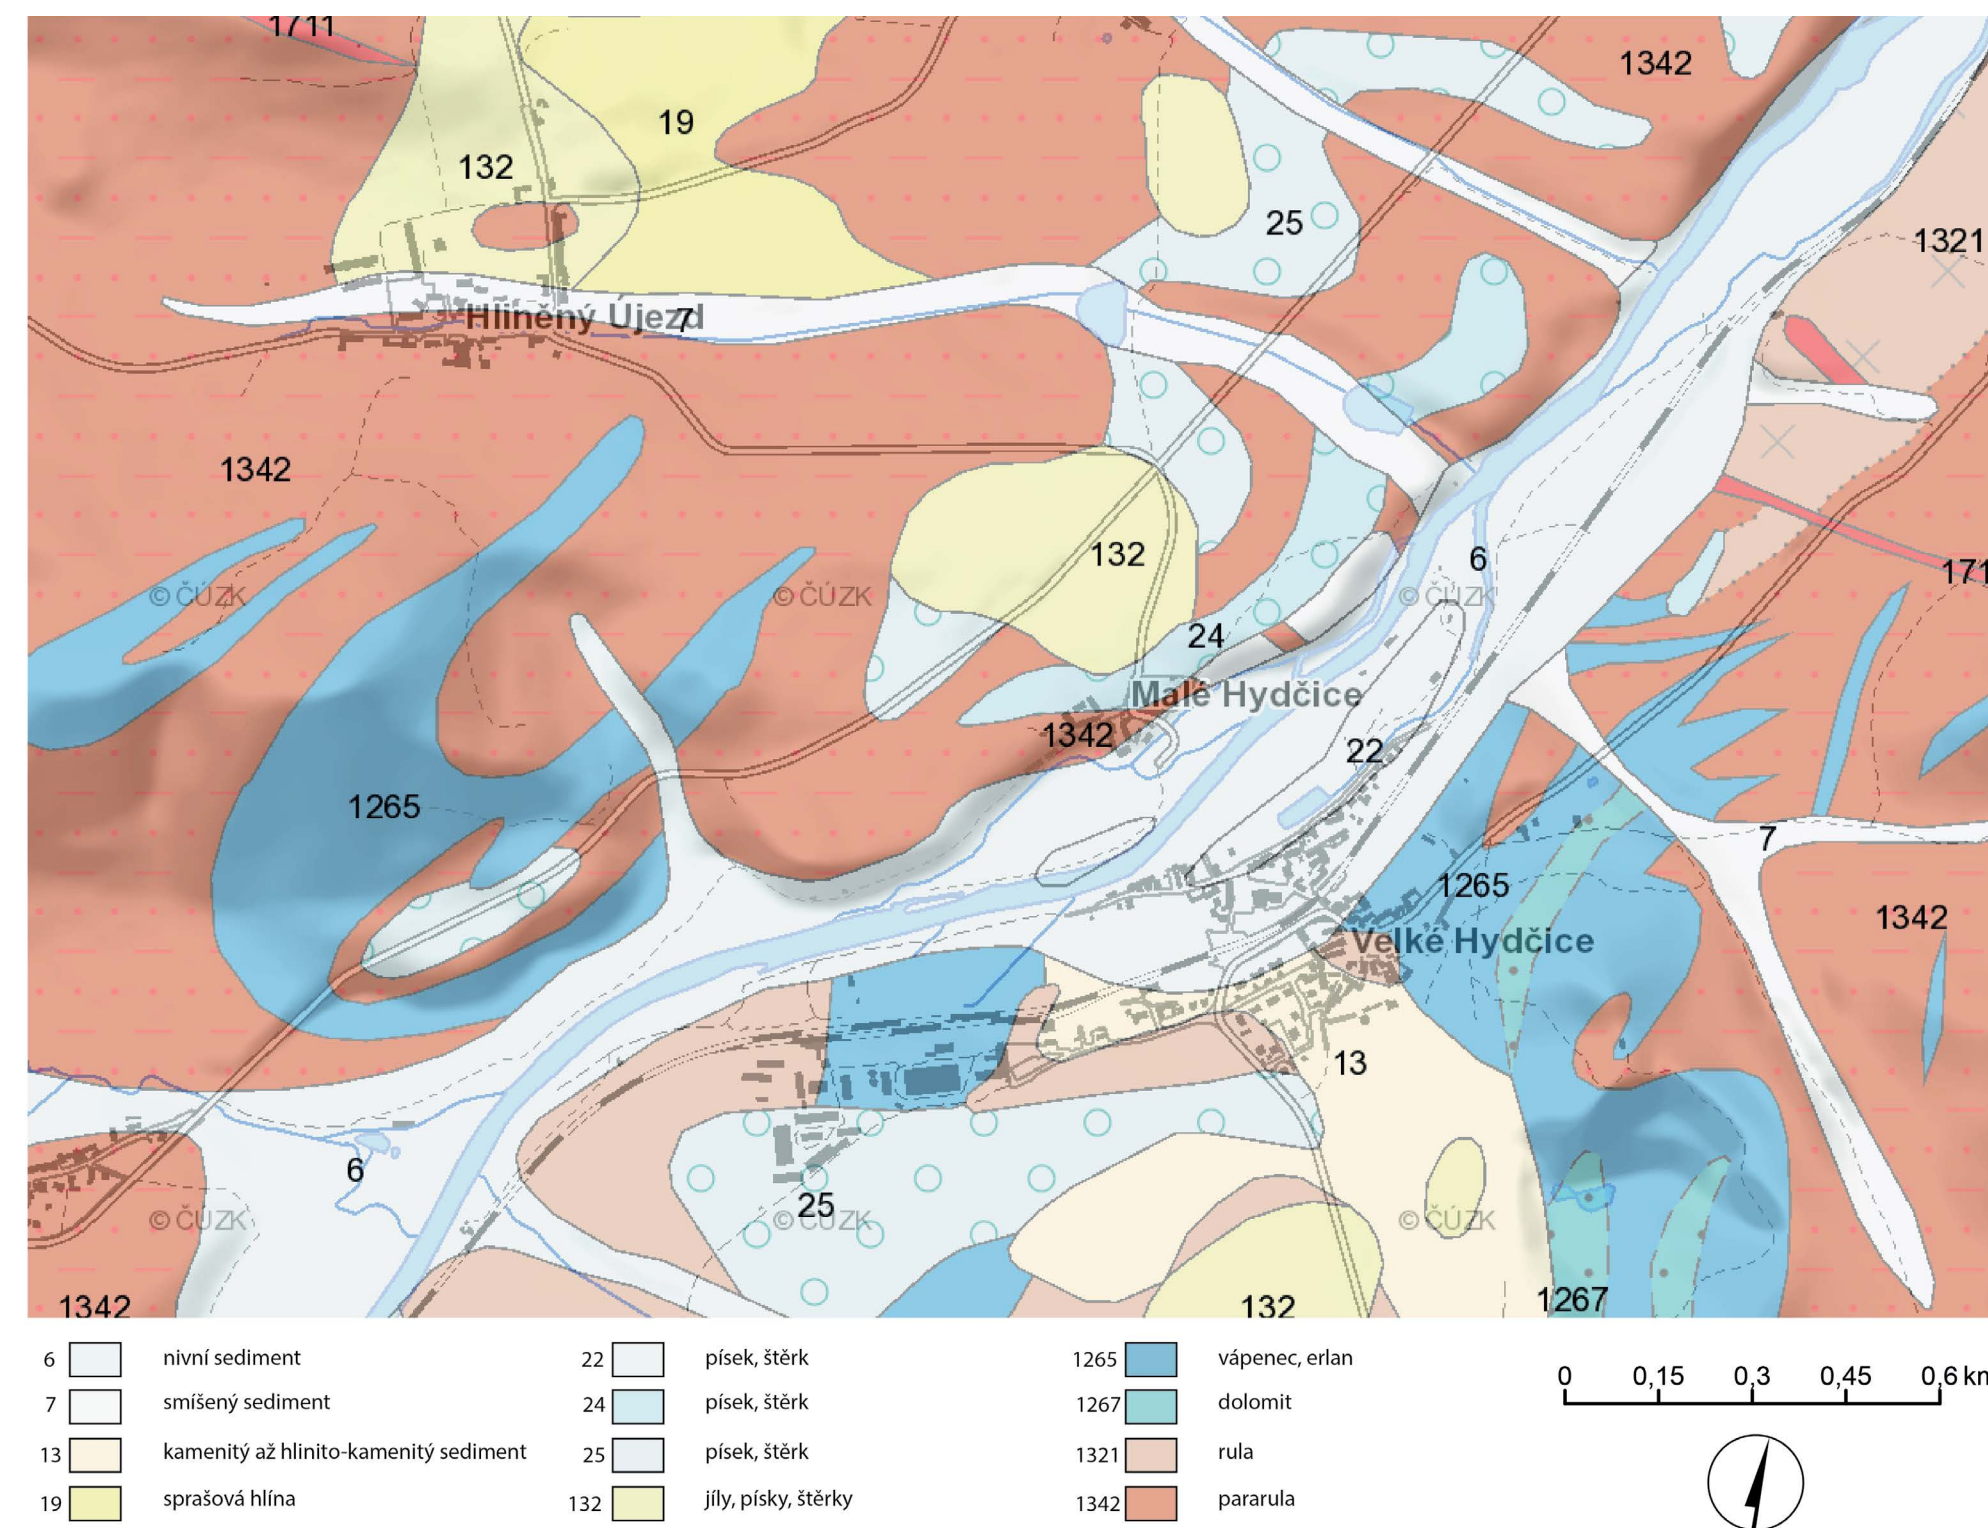 1711
1342
19
132
25
1321
Hliněný Újezd
7
1342
132
6
171
© ČÚZK
© ČÚZK
© ČÚZK
24
Malé Hydčice
1342
22
1265
7
1265
1342
Velké Hydčice
13
6
25
© ČÚZK
© ČÚZK
© ČÚZK
1342
132
1267
6 nivní sediment
22 písek, štěrk
1265 vápenec, erlan
0 0,15 0,3 0,45 0,6 km
7 smíšený sediment
24 písek, štěrk
1267 dolomit
13 kamenitý až hlinito-kamenitý sediment
25 písek, štěrk
1321 rula
19 sprašová hlína
132 jíly, písky, štěrky
1342 pararula